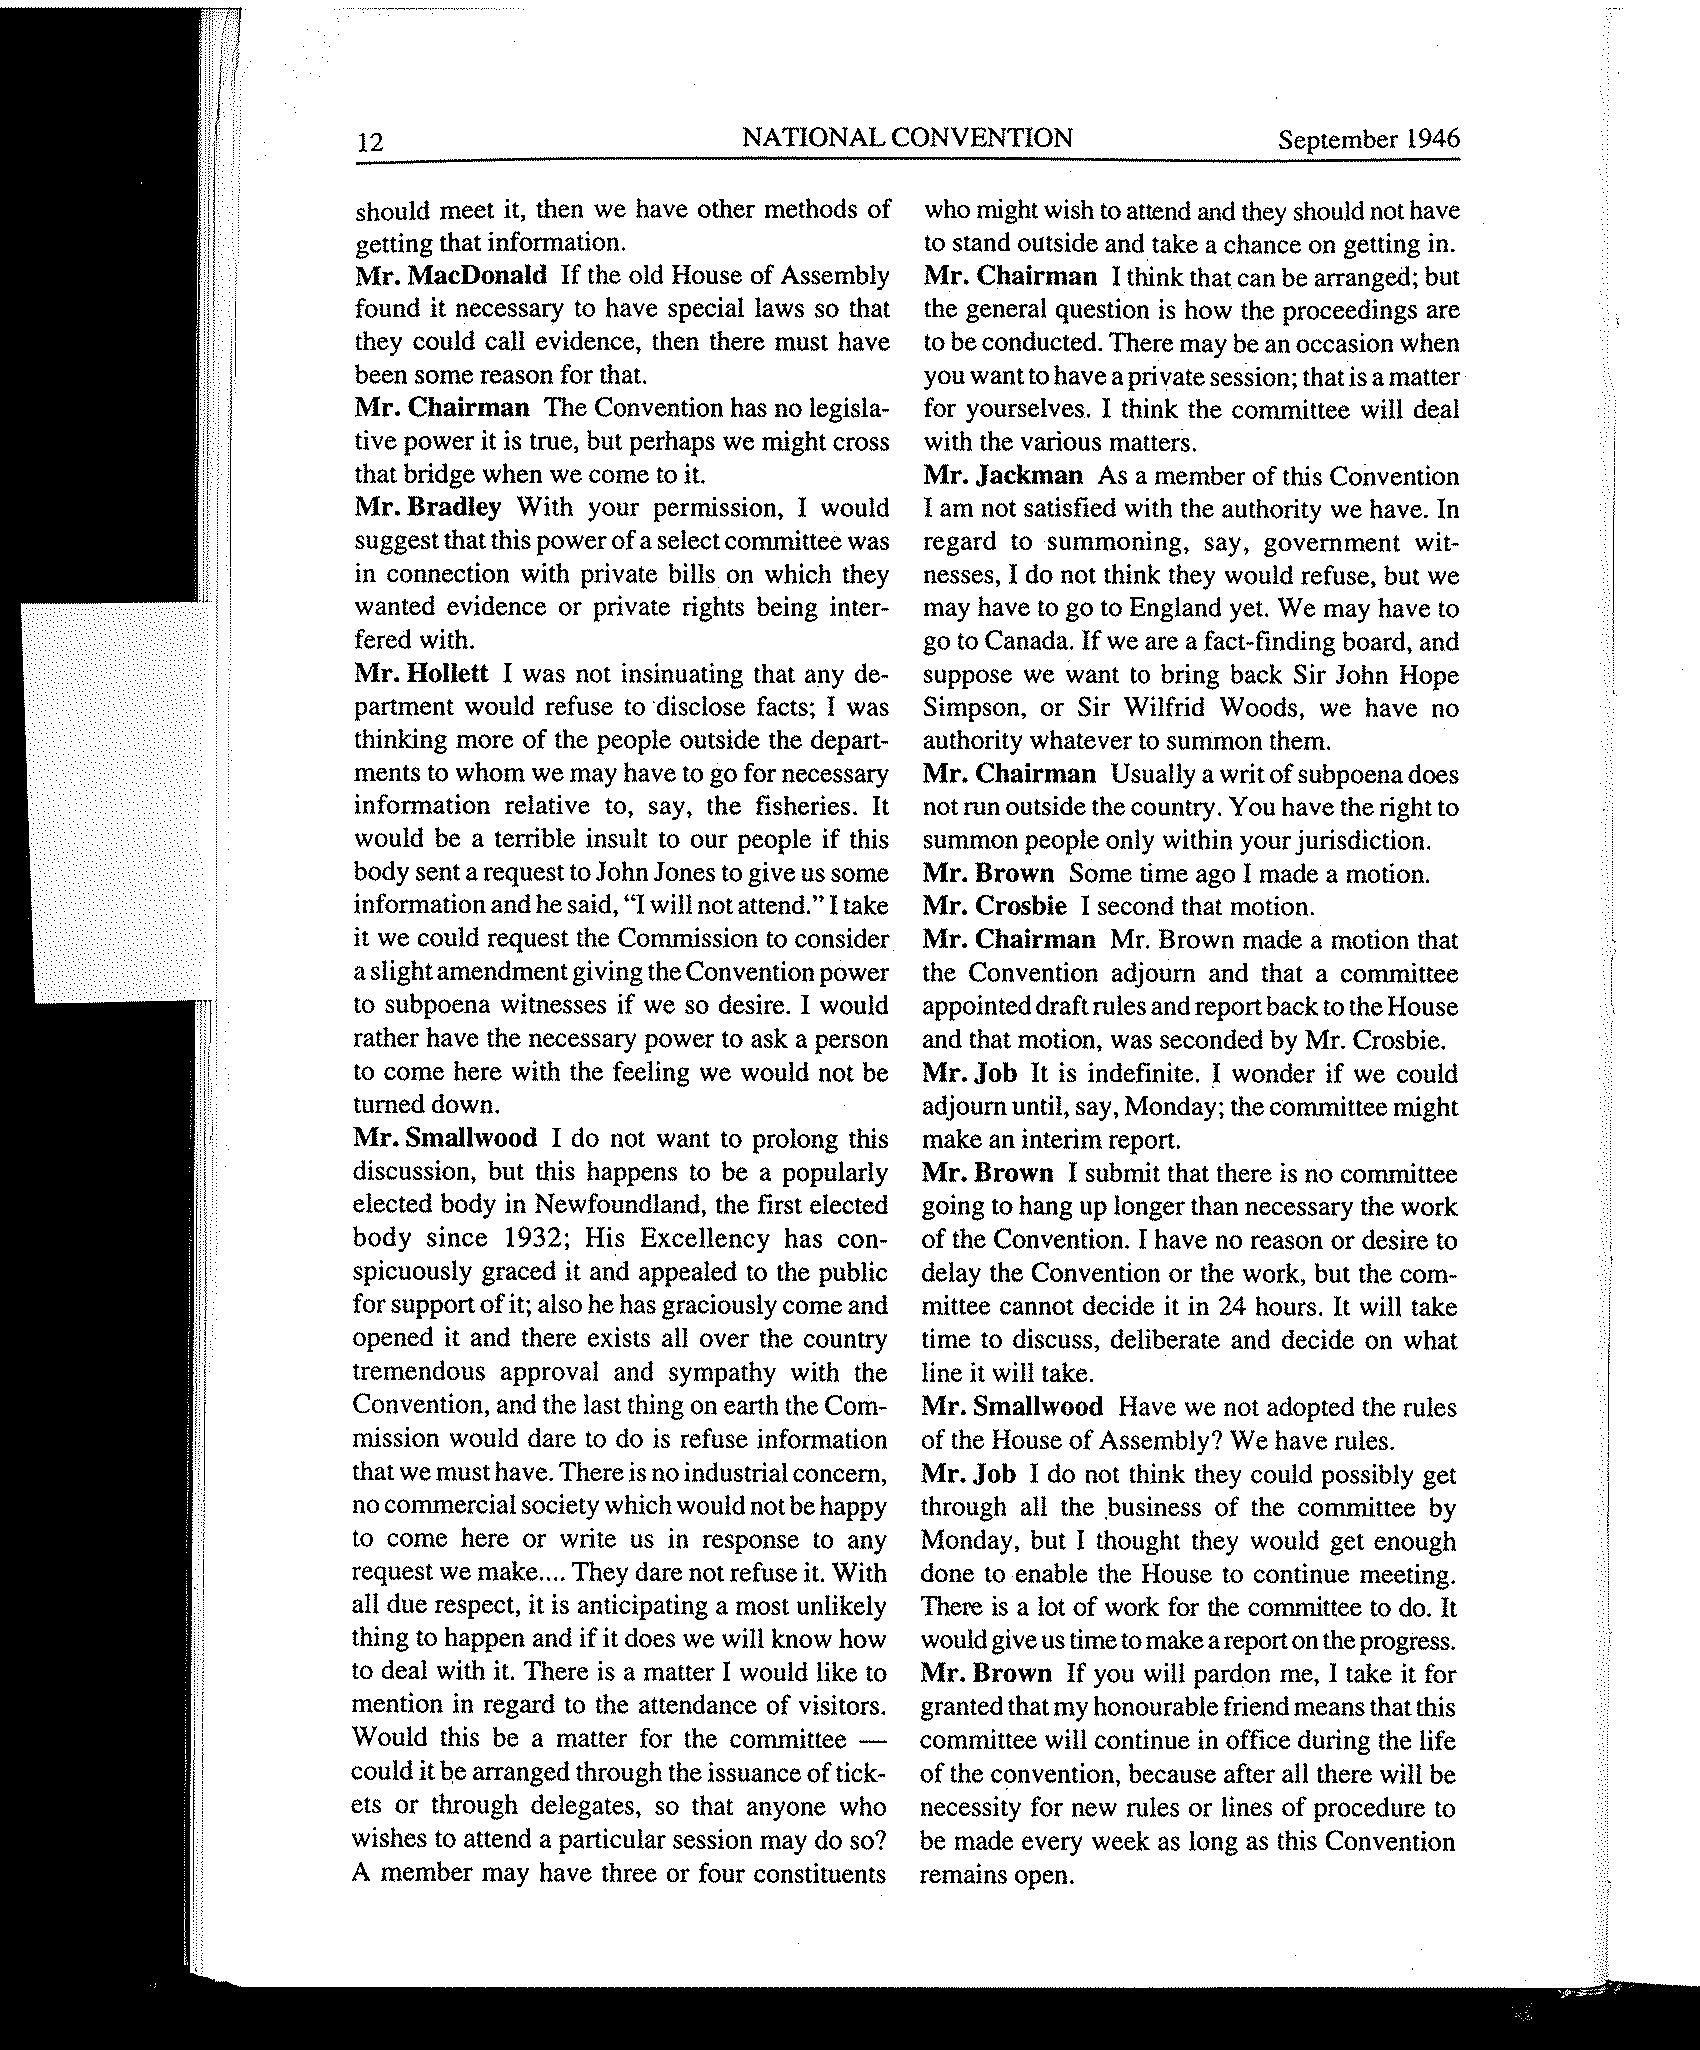 12 NATIONAL CONVENTION September 1946
should meet it, then we have other methods of
getting that information.
Mr. MacDonald If the old House of Assembly
found it necessary to have special laws so that
they could call evidence, then there must have
been some reason for that.
Mr. Chairman The Convention has no legisla-
tive power it is true, but perhaps we might cross
that bridge when we come to it.
Mr. Bradley With your permission, I would
suggest that this power of a select committee was
in connection with private bills on which they
wanted evidence or private rights being inter-
fered with.
Mr. Hollett I was not insinuating that any de-
partment would refuse to disclose facts; I was
thinking more of the people outside the depart-
ments to whom we may have to go for necessary
information relative to, say, the fisheries. It
would be a terrible insult to our people if this
body sent a request to John Jones to give us some
information and he said, “I will not attend.” I take
it we could request the Commission to consider
a slight amendment giving the Convention power
to subpoena witnesses if we so desire. I would
rather have the necessary power to ask a person
to come here with the feeling we would not be
turned down.
Mr. Smallwood I do not want to prolong this
discussion, but this happens to be a popularly
elected body in Newfoundland, the first elected
body since 1932; His Excellency has con-
spicuously graced it and appealed to the public
for support of it; also he has graciously come and
opened it and there exists all over the country
tremendous approval and sympathy with the
Convention, and the last thing on earth the Com-
mission would dare to do is refuse information
that we must have. There is no industrial concern,
no commercial society which would not be happy
to come here or write us in response to any
request we make.... They dare not refuse it. With
all due respect, it is anticipating a most unlikely
thing to happen and if it does we will know how
to deal with it. There is a matter I would like to
mention in regard to the attendance of visitors.
Would this be a matter for the committee —
could it be arranged through the issuance of tick-
ets or through delegates, so that anyone who
wishes to attend a particular session may do so?
A member may have three or four constituents
who might wish to attend and they should not have
to stand outside and take a chance on getting in.
Mr. Chairman I think that can be arranged; but
the general question is how the proceedings are
to be conducted. There may be an occasion when
you want to have a private session; that is a matter
for yourselves. I think the committee will deal
with the various matters.
Mr. Jackman As a member of this Convention
I am not satisfied with the authority we have. In
regard to summoning, say, government wit-
nesses, I do not think they would refuse, but we
may have to go to England yet. We may have to
go to Canada. If we are a fact-finding board, and
suppose we want to bring back Sir John Hope
Simpson, or Sir Wilfrid Woods, we have no
authority whatever to summon them.
Mr. Chairman Usually a writ of subpoena does
not run outside the country. You have the right to
summon people only within your jurisdiction.
Mr. Brown Some time ago I made a motion.
Mr. Crosbie I second that motion.
Mr. Chairman Mr. Brown made a motion that
the Convention adjourn and that a committee
appointed draft rules and report back to the House
and that motion, was seconded by Mr. Crosbie.
Mr. Job It is indefinite. I wonder if we could
adjourn until, say, Monday; the committee might
make an interim report.
Mr. Brown I submit that there is no committee
going to hang up longer than necessary the work
of the Convention. I have no reason or desire to
delay the Convention or the work, but the com-
mittee cannot decide it in 24 hours. It will take
time to discuss, deliberate and decide on what
line it will take.
Mr. Smallwood Have we not adopted the rules
of the House of Assembly? We have rules.
Mr. Job I do not think they could possibly get
through all the business of the committee by
Monday, but I thought they would get enough
done to enable the House to continue meeting.
There is a lot of work for the committee to do. It
would give us time to make a report on the progress.
Mr. Brown If you will pardon me, I take it for
granted that my honourable friend means that this
committee will continue in office during the life
of the convention, because after all there will be
necessity for new rules or lines of procedure to
be made every week as long as this Convention
remains open.